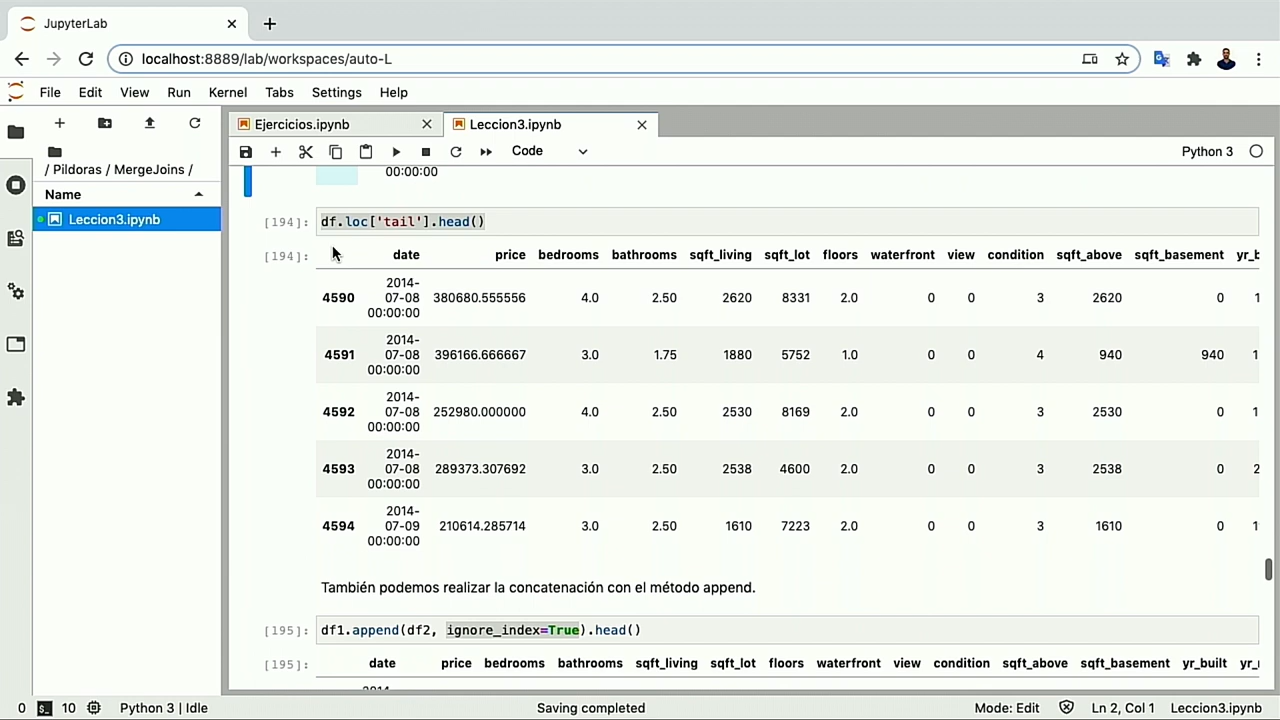 JupyterLab
localhost:8889/lab/workspaces/auto-L
File Edit View Run Kernel Tabs Settings Help
Ejercicios.ipynb Leccion3.ipynb
Code Python 3
/ Pildoras / MergeJoins /
Name
Leccion3.ipynb
00:00:00
[194]: df.loc['tail'].head()
[194]: date price bedrooms bathrooms sqft_living sqft_lot floors waterfront view condition sqft_above sqft_basement yr_b
4590 2014-07-08 00:00:00 380680.555556 4.0 2.50 2620 8331 2.0 0 0 3 2620 0 1
4591 2014-07-08 00:00:00 396166.666667 3.0 1.75 1880 5752 1.0 0 0 4 940 940 1
4592 2014-07-08 00:00:00 252980.000000 4.0 2.50 2530 8169 2.0 0 0 3 2530 0 1
4593 2014-07-08 00:00:00 289373.307692 3.0 2.50 2538 4600 2.0 0 0 3 2538 0 2
4594 2014-07-09 00:00:00 210614.285714 3.0 2.50 1610 7223 2.0 0 0 3 1610 0 1
También podemos realizar la concatenación con el método append.
[195]: df1.append(df2, ignore_index=True).head()
[195]: date price bedrooms bathrooms sqft_living sqft_lot floors waterfront view condition sqft_above sqft_basement yr_built yr_
0 10 Python 3 | Idle Saving completed Mode: Edit Ln 2, Col 1 Leccion3.ipynb